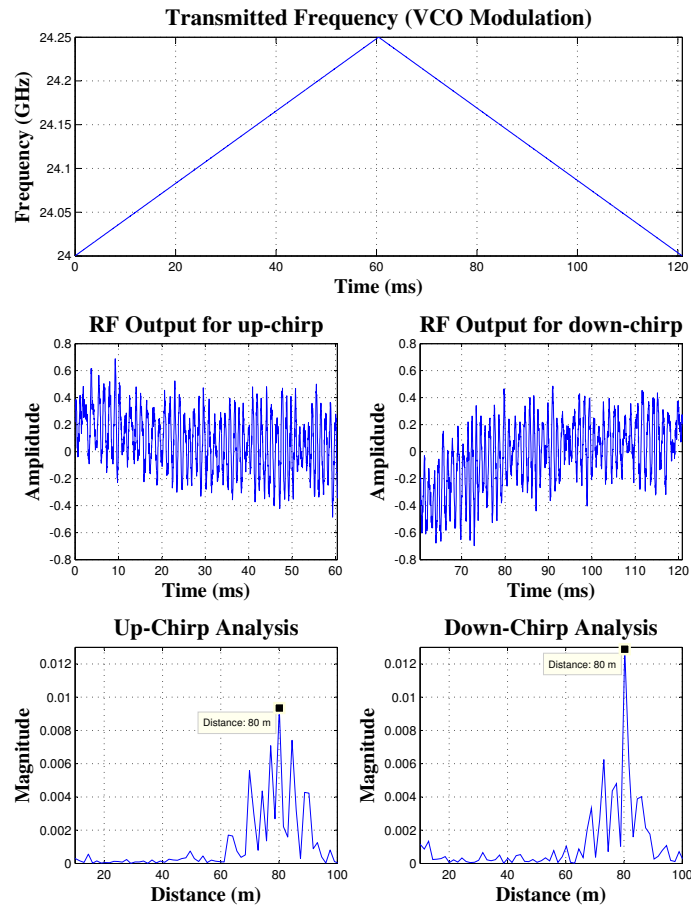 Transmitted Frequency (VCO Modulation)
Frequency (GHz)
24.25
24.2
24.15
24.1
24.05
24
0 20 40 60 80 100 120
Time (ms)
RF Output for up-chirp
Amplidude
0.8
0.6
0.4
0.2
0
-0.2
-0.4
-0.6
-0.8
0 10 20 30 40 50 60
Time (ms)
RF Output for down-chirp
Amplidude
0.8
0.6
0.4
0.2
0
-0.2
-0.4
-0.6
-0.8
70 80 90 100 110 120
Time (ms)
Up-Chirp Analysis
Magnitude
0.012
0.01
0.008
0.006
0.004
0.002
0
Distance: 80 m
20 40 60 80 100
Distance (m)
Down-Chirp Analysis
Magnitude
0.012
0.01
0.008
0.006
0.004
0.002
0
Distance: 80 m
20 40 60 80 100
Distance (m)